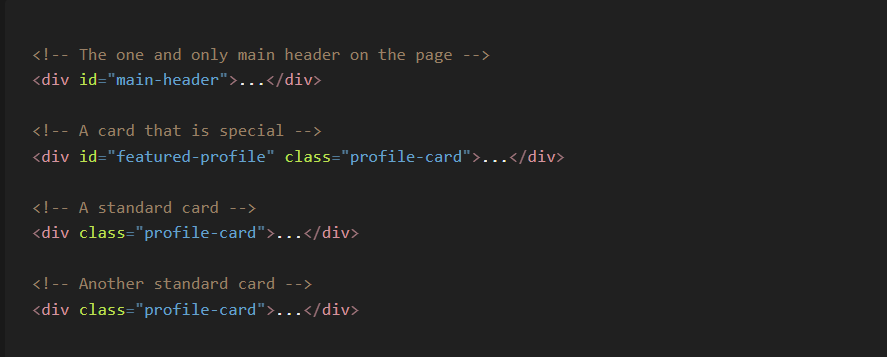 <!-- The one and only main header on the page -->
<div id="main-header">...</div>
<!-- A card that is special -->
<div id="featured-profile" class="profile-card">...</div>
<!-- A standard card -->
<div class="profile-card">...</div>
<!-- Another standard card -->
<div class="profile-card">...</div>